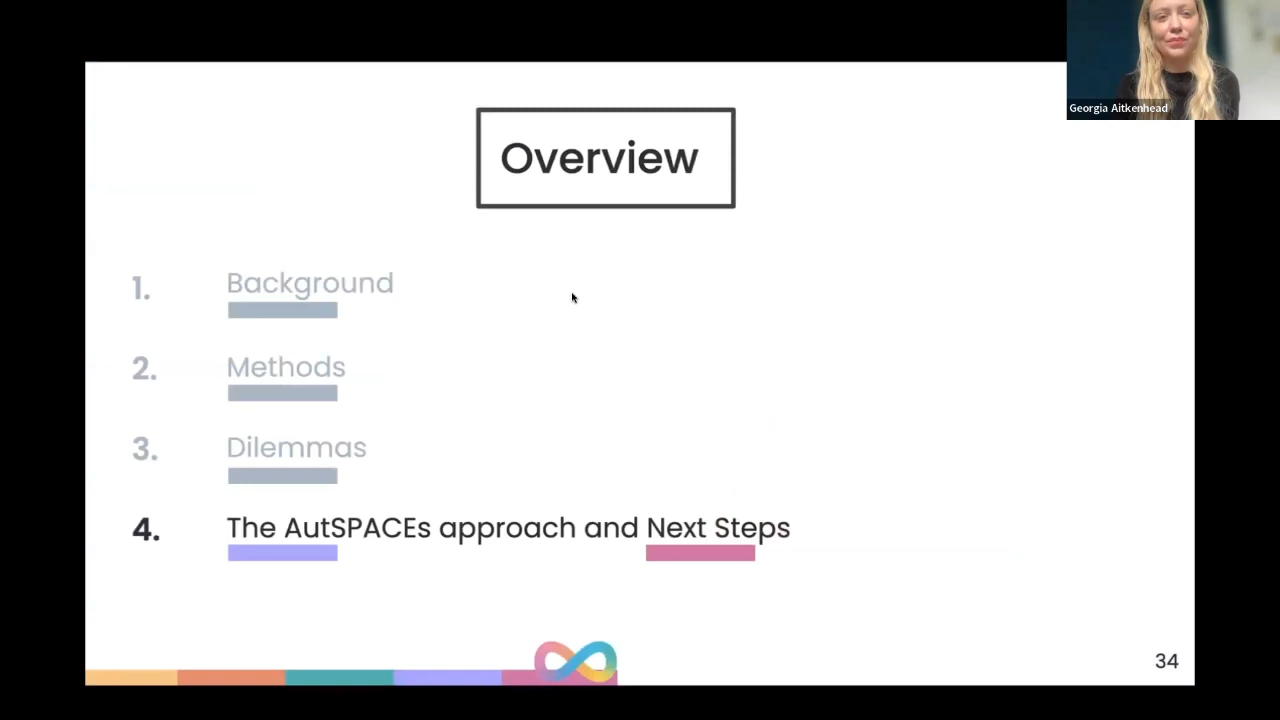 Georgia Aitkenhead
Overview
1. Background
2. Methods
3. Dilemmas
4. The AutSPACEs approach and Next Steps
34